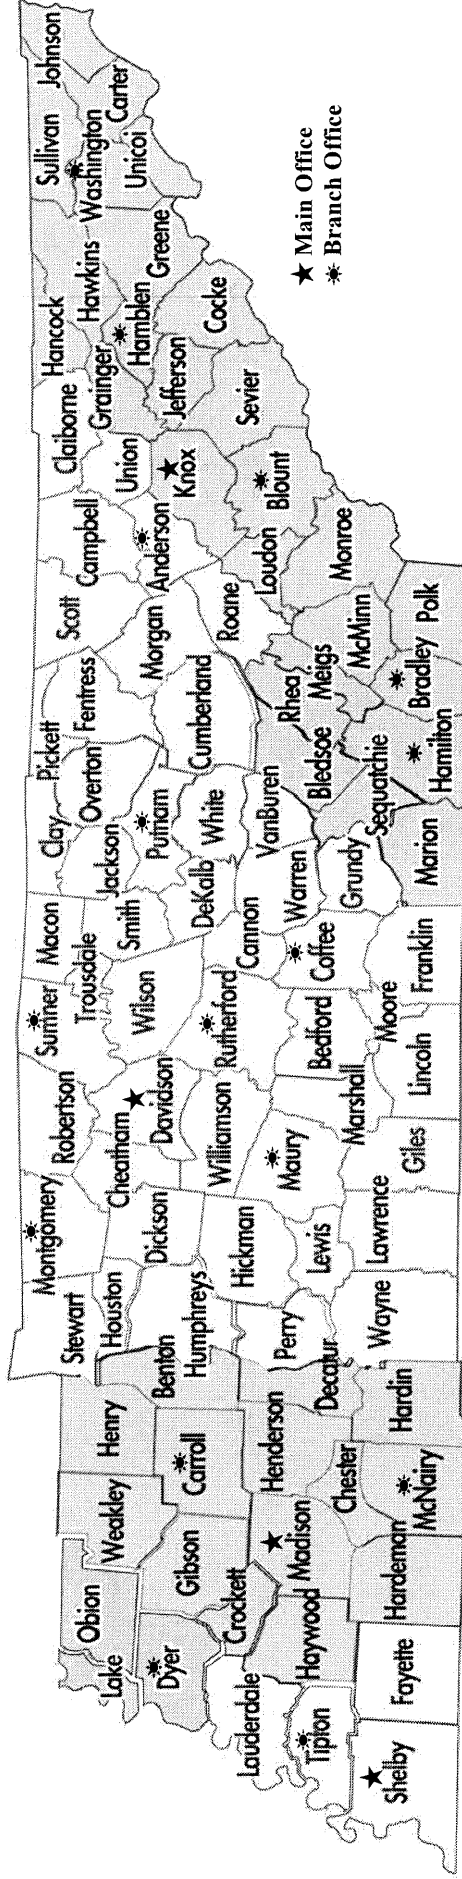 Lake
Obion
Weakley
Henry
Stewart
Montgomery
Robertson
Sumner
Macon
Clay
Pickett
Scott
Campbell
Claiborne
Hancock
Hawkins
Sullivan
Johnson
Dyer
Gibson
Carroll
Benton
Houston
Humphreys
Dickson
Cheatham
Davidson
Trousdale
Wilson
Smith
Jackson
Overton
Fentress
Putnam
Morgan
Anderson
Union
Grainger
Hamblen
Greene
Washington
Unicoi
Carter
Crockett
Lauderdale
Haywood
Madison
Henderson
Decatur
Perry
Hickman
Williamson
Rutherford
Cannon
DeKalb
White
Cumberland
Roane
Loudon
Knox
Jefferson
Cocke
Sevier
Blount
Tipton
Shelby
Fayette
Hardeman
Chester
McNairy
Hardin
Wayne
Lewis
Lawrence
Maury
Giles
Marshall
Bedford
Lincoln
Moore
Coffee
Franklin
Warren
Grundy
VanBuren
Marion
Sequatchie
Bledsoe
Hamilton
Rhea
Meigs
Bradley
McMinn
Polk
Monroe
★ Main Office
☀ Branch Office